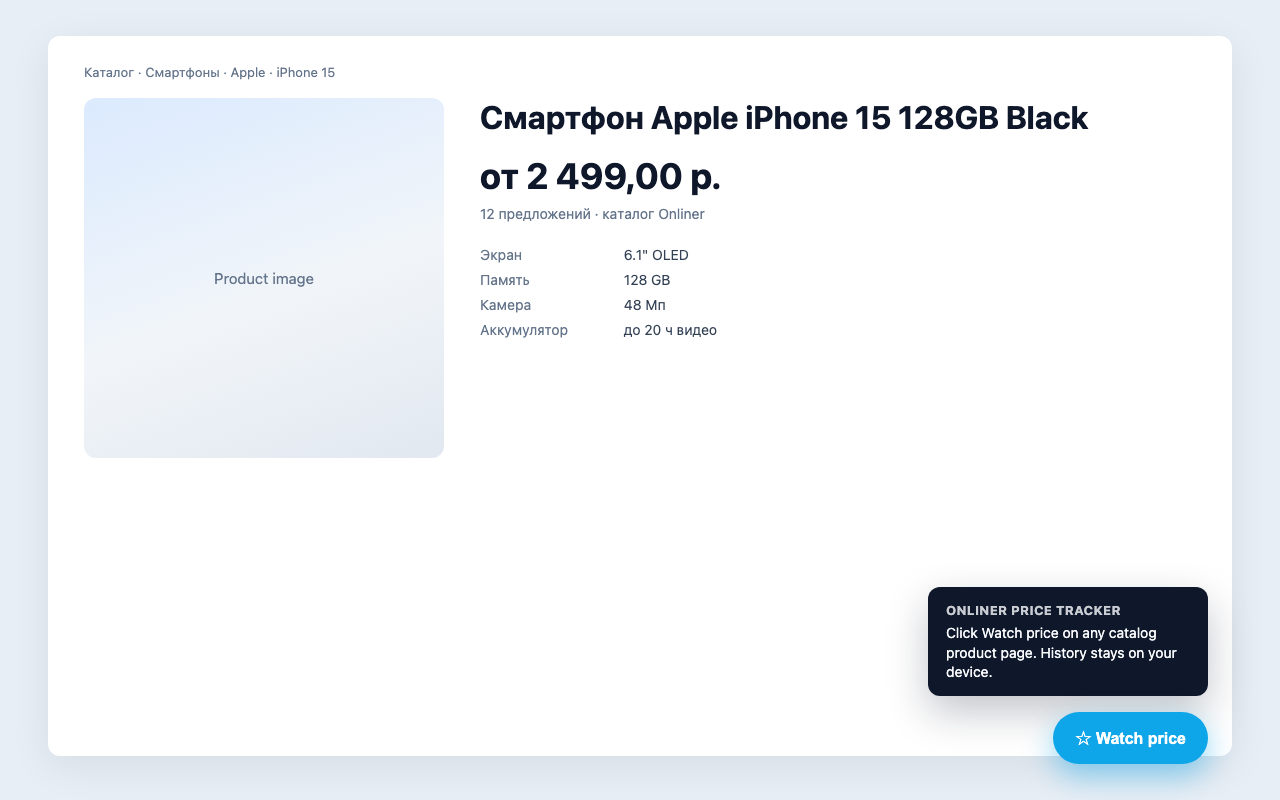 Каталог · Смартфоны · Apple · iPhone 15
Product image
Смартфон Apple iPhone 15 128GB Black
от 2 499,00 р.
12 предложений · каталог Onliner
Экран 6.1" OLED
Память 128 GB
Камера 48 Мп
Аккумулятор до 20 ч видео
ONLINER PRICE TRACKER
Click Watch price on any catalog
product page. History stays on your
device.
☆ Watch price